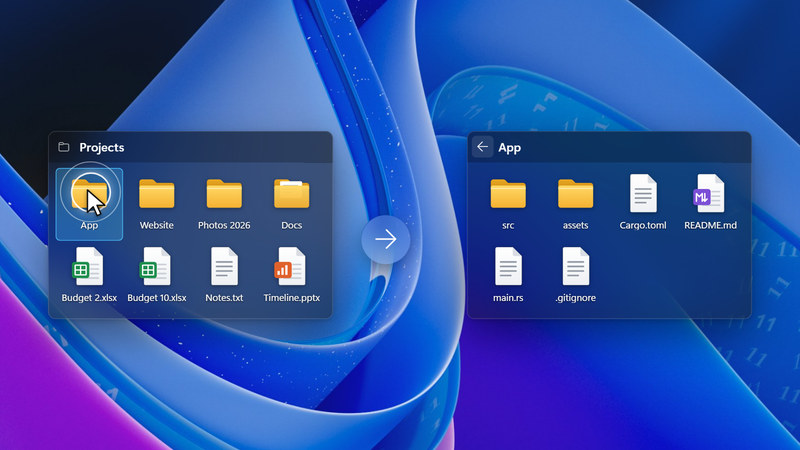 Projects
App
Website
Photos 2026
Docs
Budget 2.xlsx
Budget 10.xlsx
Notes.txt
Timeline.pptx
App
src
assets
Cargo.toml
README.md
main.rs
.gitignore